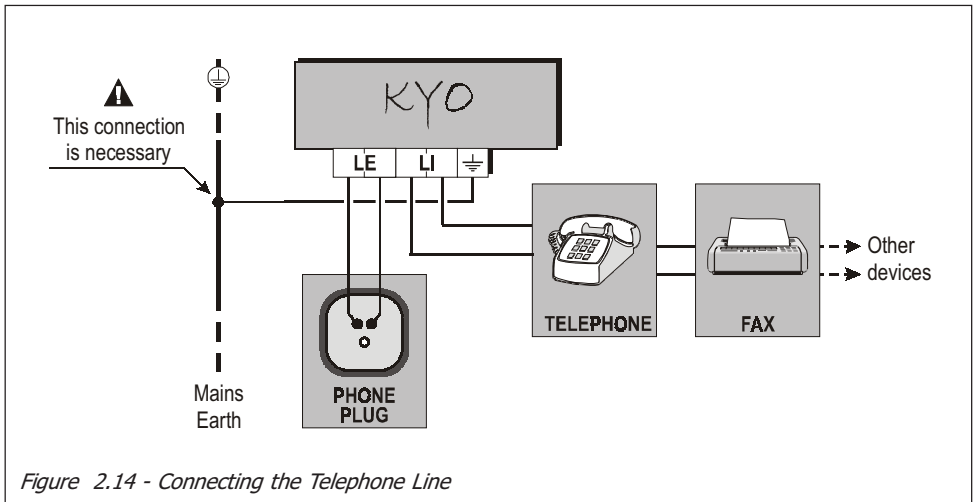 KYO
This connection
is necessary
LE
LI
TELEPHONE
FAX
Other
devices
PHONE
PLUG
Mains
Earth
Figure 2.14 - Connecting the Telephone Line